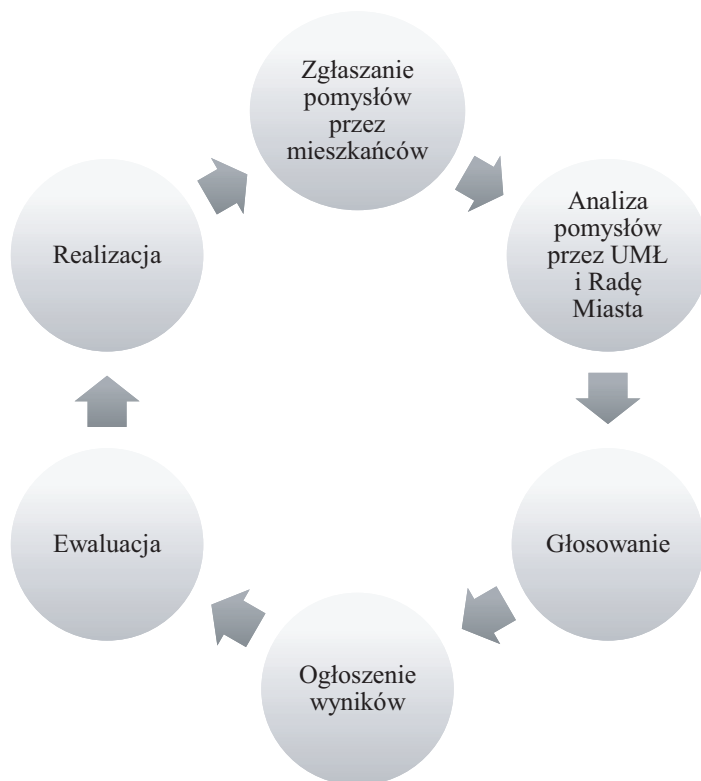 Zgłaszanie
pomysłów
przez
mieszkańców
Analiza
pomysłów
przez UMŁ
i Radę
Miasta
Głosowanie
Ogłoszenie
wyników
Ewaluacja
Realizacja